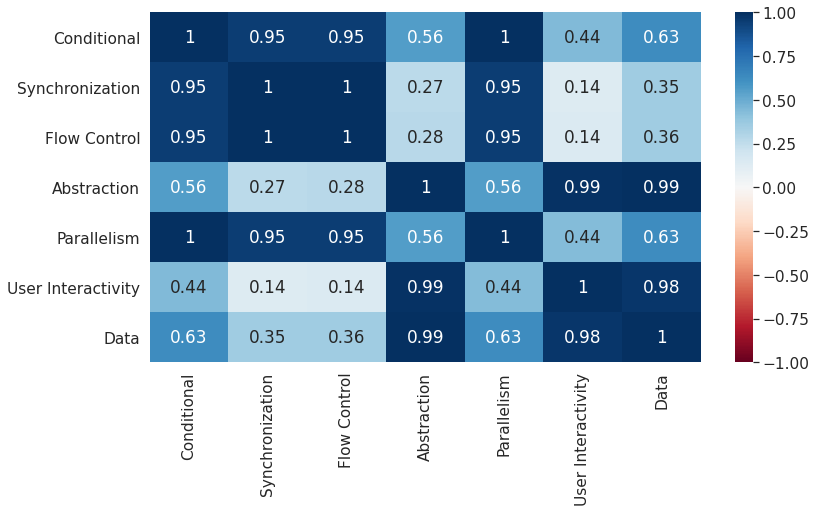 Conditional 1 0.95 0.95 0.56 1 0.44 0.63
Synchronization 0.95 1 1 0.27 0.95 0.14 0.35
Flow Control 0.95 1 1 0.28 0.95 0.14 0.36
Abstraction 0.56 0.27 0.28 1 0.56 0.99 0.99
Parallelism 1 0.95 0.95 0.56 1 0.44 0.63
User Interactivity 0.44 0.14 0.14 0.99 0.44 1 0.98
Data 0.63 0.35 0.36 0.99 0.63 0.98 1
Conditional
Synchronization
Flow Control
Abstraction
Parallelism
User Interactivity
Data
1.00
0.75
0.50
0.25
0.00
−0.25
−0.50
−0.75
−1.00